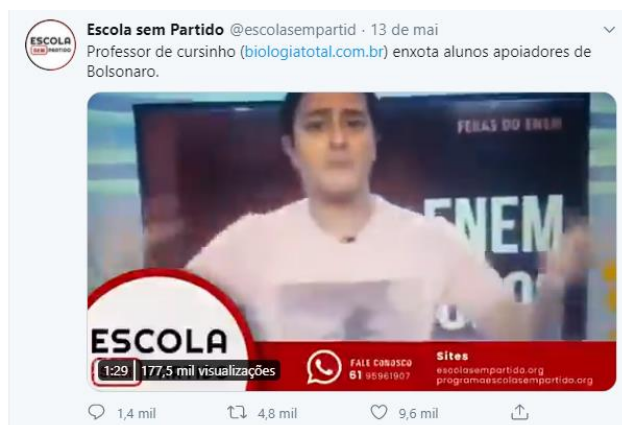 ESCOLA
SEM PARTIDO
Escola sem Partido @escolasempartid · 13 de mai
Professor de cursinho (biologiatotal.com.br) enxota alunos apoiadores de
Bolsonaro.
FERAS DO ENEM
ENEM
ESCOLA
1:29 177,5 mil visualizações
FALE CONOSCO
61 95961907
Sites
escolasempartido.org
programaescolasempartido.org
1,4 mil 4,8 mil 9,6 mil